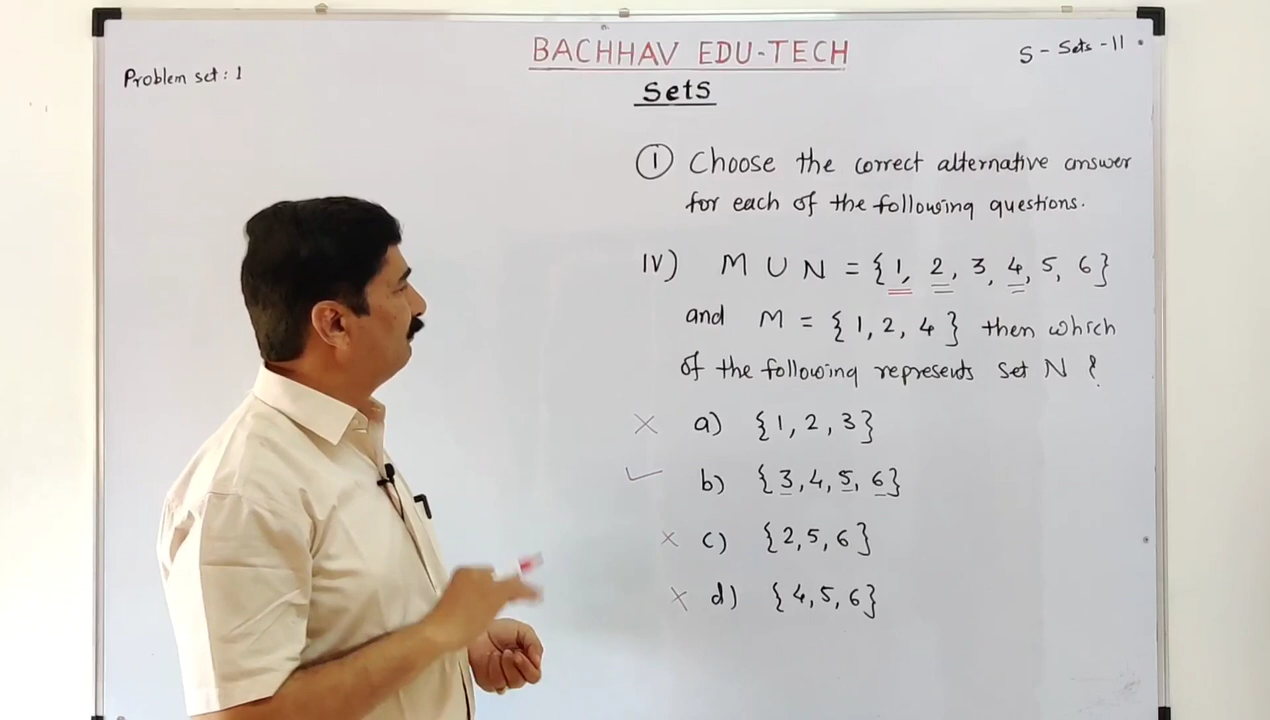 BACHHAV EDU-TECH
S - Sets - 11
Problem set : 1
Sets
1 Choose the correct alternative answer
for each of the following questions.
IV) M U N = {1, 2, 3, 4, 5, 6}
and M = {1, 2, 4} then which
of the following represents set N ?
× a) {1, 2, 3}
✓ b) {3, 4, 5, 6}
× c) {2, 5, 6}
× d) {4, 5, 6}